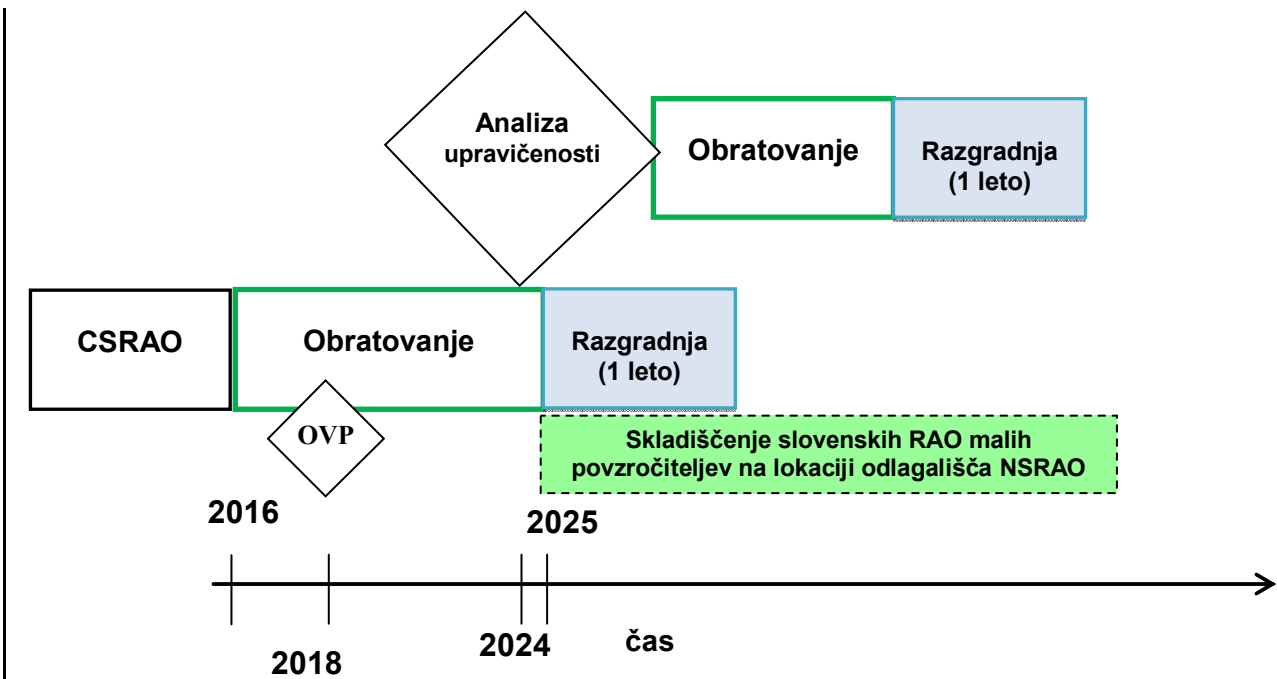 Analiza
upravičenosti
Obratovanje
Razgradnja
(1 leto)
CSRAO
Obratovanje
Razgradnja
(1 leto)
OVP
Skladiščenje slovenskih RAO malih
povzročiteljev na lokaciji odlagališča NSRAO
2016
2025
2018
2024
čas